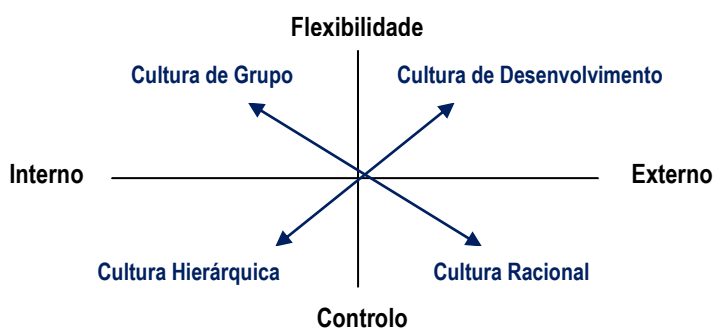 Flexibilidade
Cultura de Grupo
Cultura de Desenvolvimento
Interno
Externo
Cultura Hierárquica
Cultura Racional
Controlo